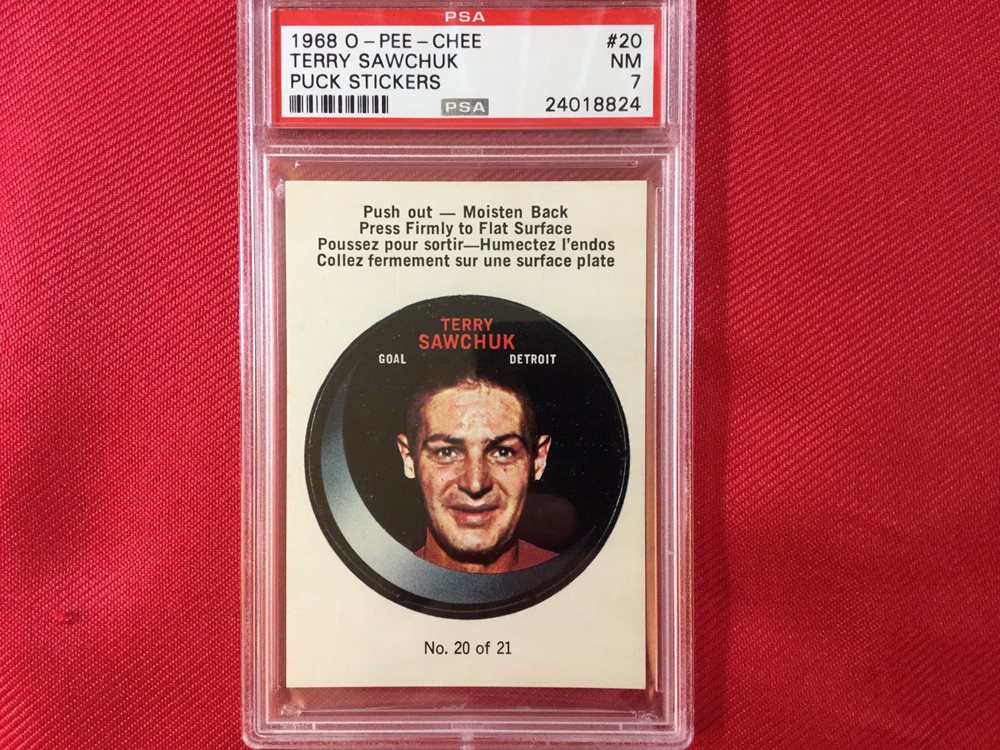 PSA
1968 O-PEE-CHEE #20
TERRY SAWCHUK NM
PUCK STICKERS 7
PSA 24018824
Push out — Moisten Back
Press Firmly to Flat Surface
Poussez pour sortir—Humectez l'endos
Collez fermement sur une surface plate
TERRY
SAWCHUK
GOAL DETROIT
No. 20 of 21